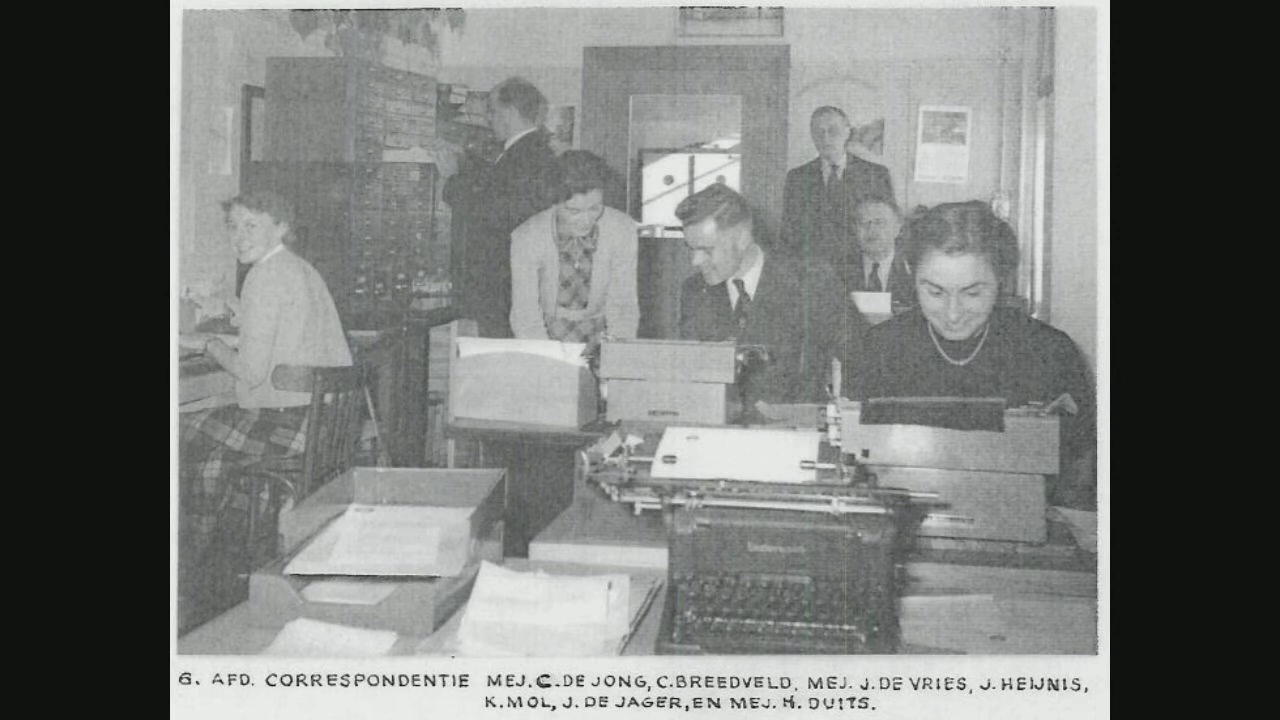 6. AFD. CORRESPONDENTIE MEJ. C. DE JONG, C. BREEDVELD, MEJ. J. DE VRIES, J. HEIJNIS,
K. MOL, J. DE JAGER, EN MEJ. H. DUITS.